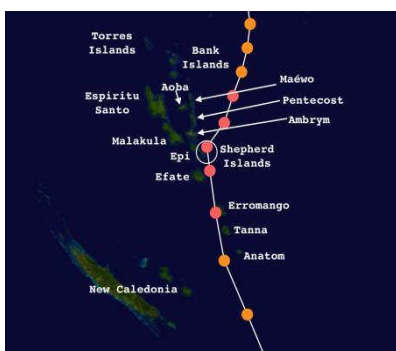 Torres
Islands
Bank
Islands
Aoba
Maéwo
Espiritu
Santo
Pentecost
Ambrym
Malakula
Epi
Shepherd
Islands
Efate
Erromango
Tanna
Anatom
New Caledonia